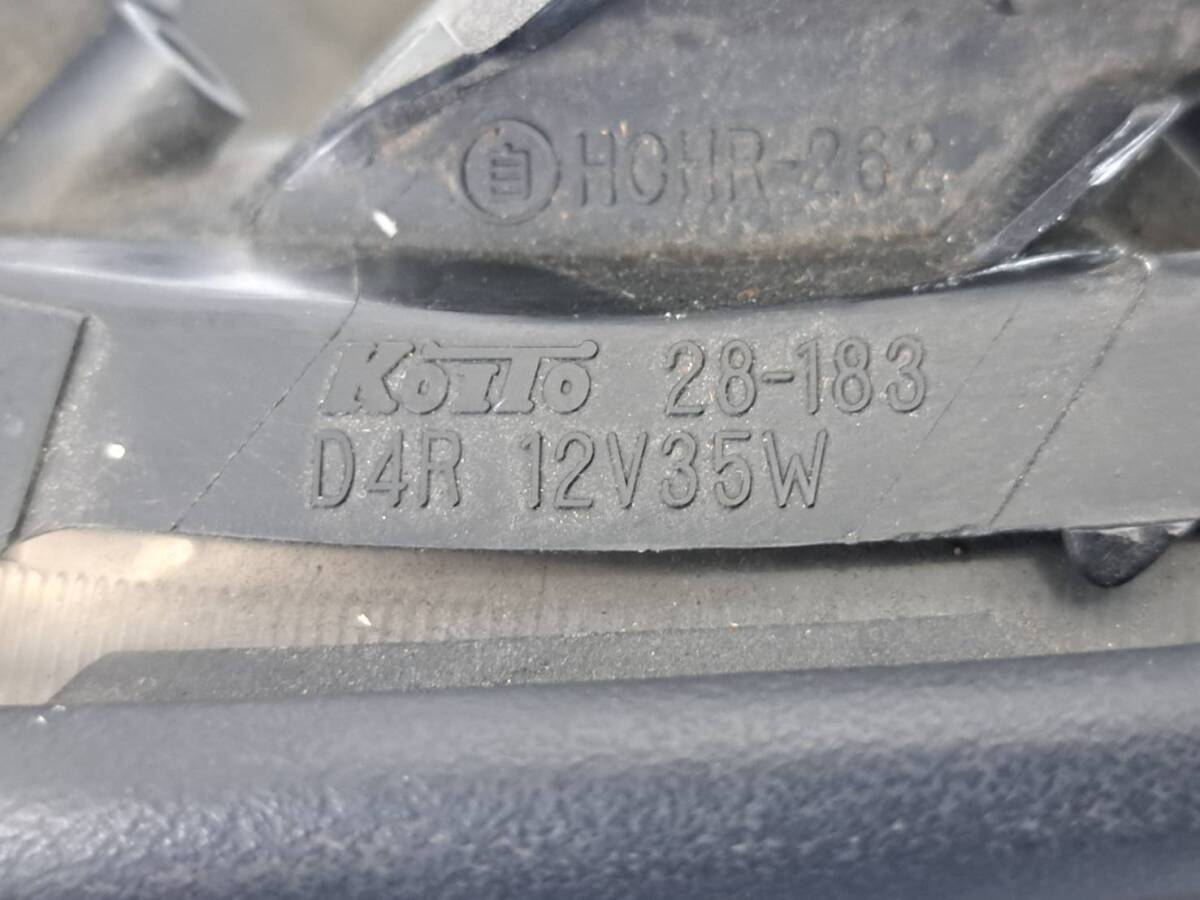 自 HCHR-262
KoITo 28-183
D4R 12V35W